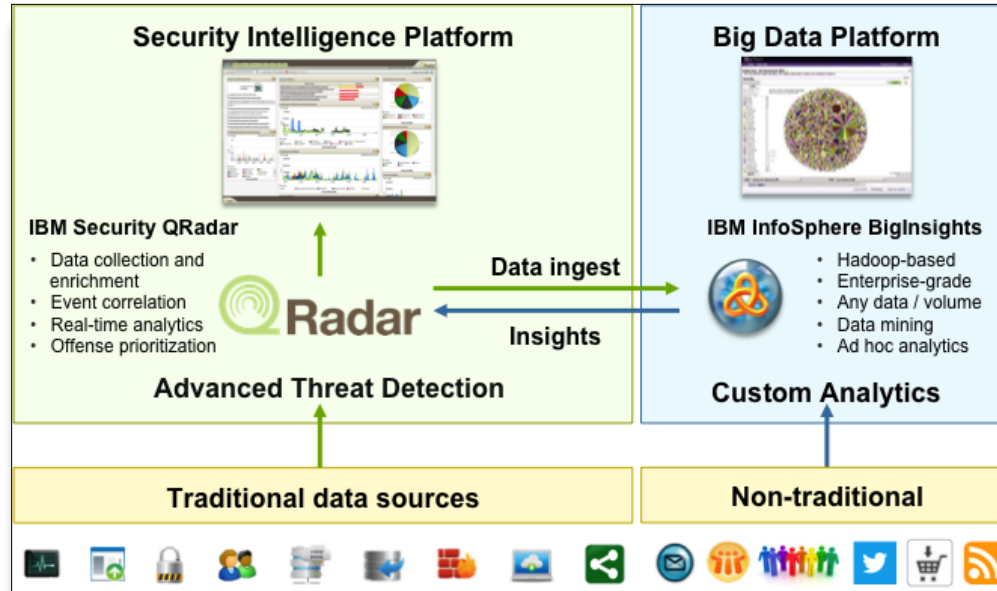 Security Intelligence Platform
Big Data Platform
IBM Security QRadar
• Data collection and
enrichment
• Event correlation
• Real-time analytics
• Offense prioritization
QRadar
Data ingest
Insights
IBM InfoSphere BigInsights
• Hadoop-based
• Enterprise-grade
• Any data / volume
• Data mining
• Ad hoc analytics
Advanced Threat Detection
Custom Analytics
Traditional data sources
Non-traditional